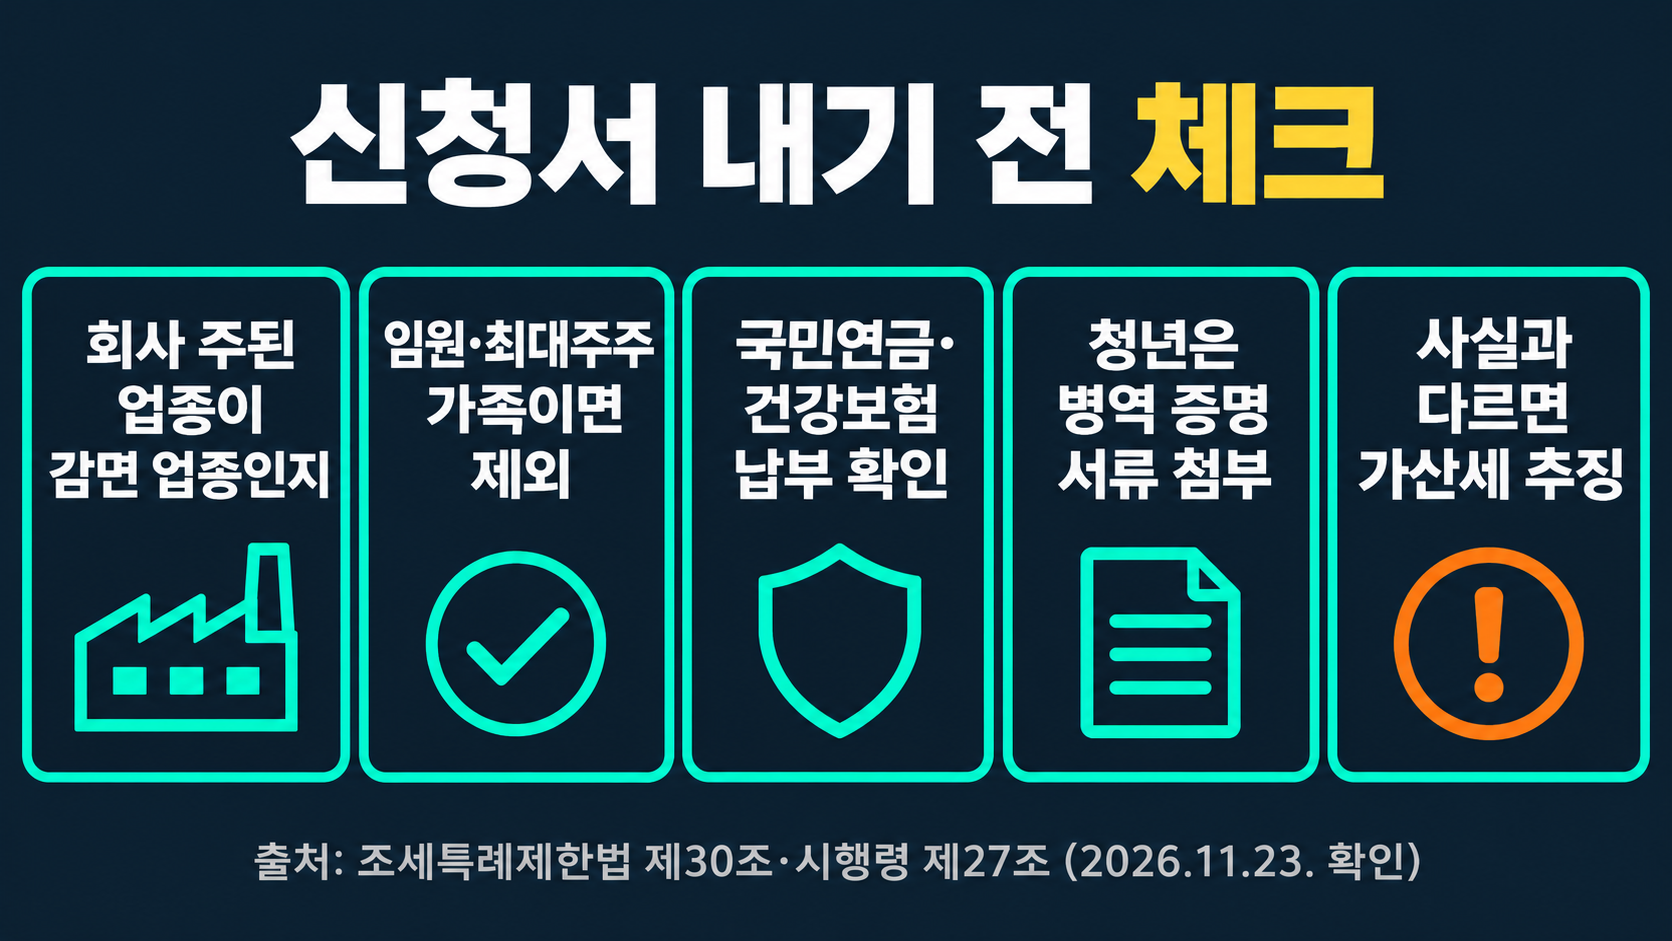 신청서 내기 전 체크
회사 주된
업종이
감면 업종인지
임원·최대주주
가족이면
제외
국민연금·
건강보험
납부 확인
청년은
병역 증명
서류 첨부
사실과
다르면
가산세 추징
출처: 조세특례제한법 제30조·시행령 제27조 (2026.11.23. 확인)